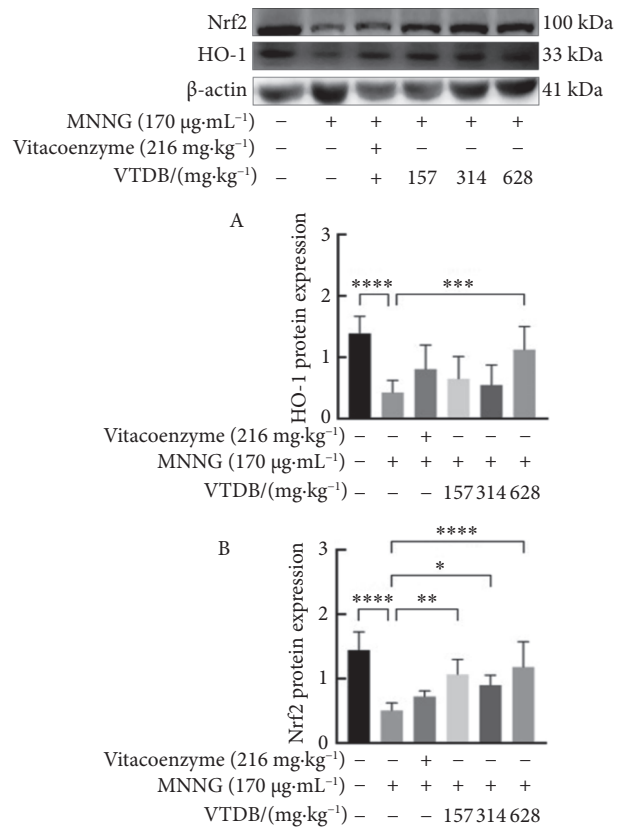 Nrf2 100 kDa
HO-1 33 kDa
β-actin 41 kDa
MNNG (170 μg·mL⁻¹) − + + + + +
Vitacoenzyme (216 mg·kg⁻¹) − − + − − −
VTDB/(mg·kg⁻¹) − − + 157 314 628
A
HO-1 protein expression
3
2
1
0
**** ***
Vitacoenzyme (216 mg·kg⁻¹) − − + − − −
MNNG (170 μg·mL⁻¹) − + + + + +
VTDB/(mg·kg⁻¹) − − − 157 314 628
B
Nrf2 protein expression
3
2
1
0
****
*
**** **
Vitacoenzyme (216 mg·kg⁻¹) − − + − − −
MNNG (170 μg·mL⁻¹) − + + + + +
VTDB/(mg·kg⁻¹) − − − 157 314 628